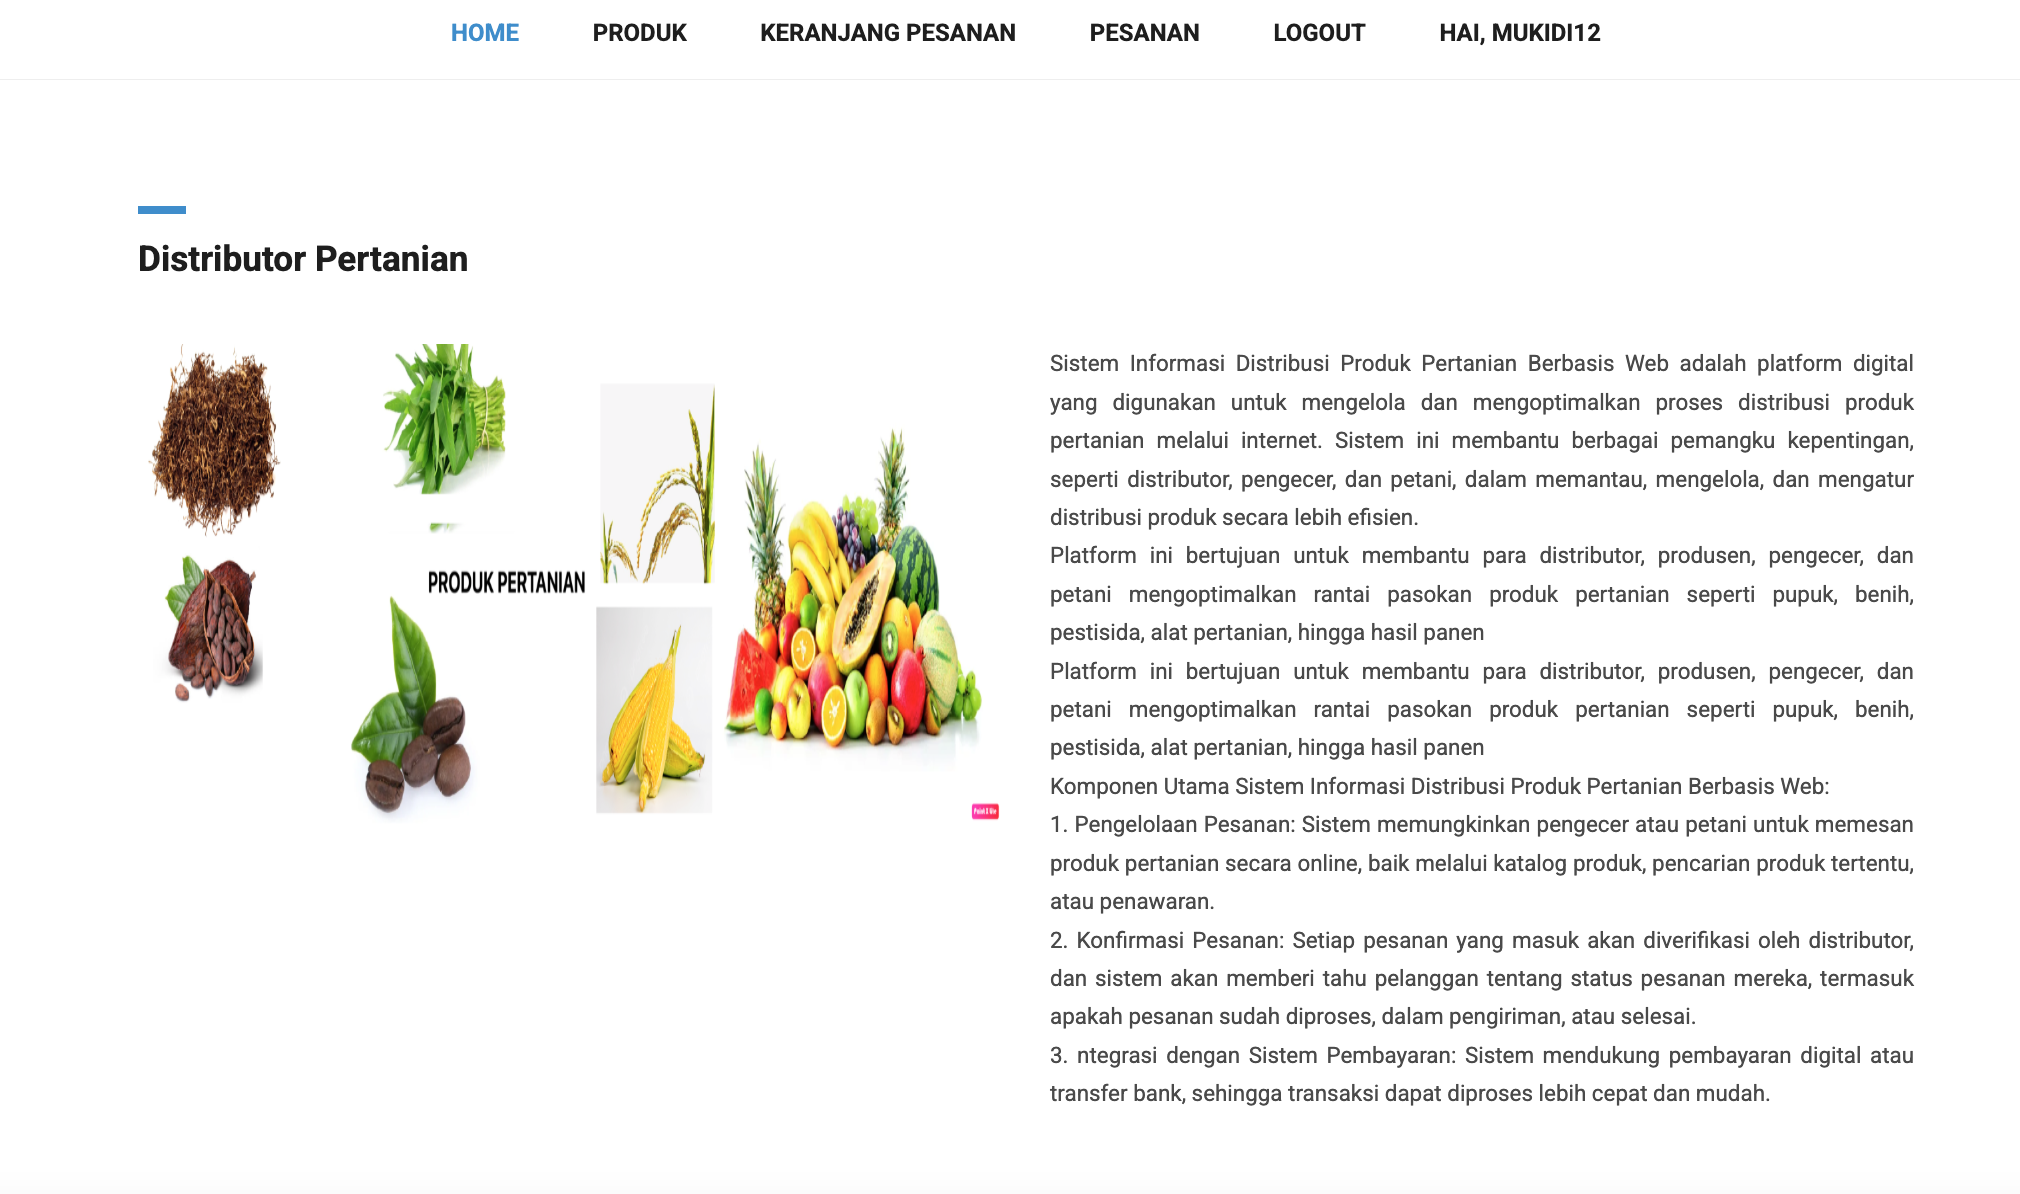 HOME PRODUK KERANJANG PESANAN PESANAN LOGOUT HAI, MUKIDI12
Distributor Pertanian
PRODUK PERTANIAN
Sistem Informasi Distribusi Produk Pertanian Berbasis Web adalah platform digital
yang digunakan untuk mengelola dan mengoptimalkan proses distribusi produk
pertanian melalui internet. Sistem ini membantu berbagai pemangku kepentingan,
seperti distributor, pengecer, dan petani, dalam memantau, mengelola, dan mengatur
distribusi produk secara lebih efisien.
Platform ini bertujuan untuk membantu para distributor, produsen, pengecer, dan
petani mengoptimalkan rantai pasokan produk pertanian seperti pupuk, benih,
pestisida, alat pertanian, hingga hasil panen
Platform ini bertujuan untuk membantu para distributor, produsen, pengecer, dan
petani mengoptimalkan rantai pasokan produk pertanian seperti pupuk, benih,
pestisida, alat pertanian, hingga hasil panen
Komponen Utama Sistem Informasi Distribusi Produk Pertanian Berbasis Web:
1. Pengelolaan Pesanan: Sistem memungkinkan pengecer atau petani untuk memesan
produk pertanian secara online, baik melalui katalog produk, pencarian produk tertentu,
atau penawaran.
2. Konfirmasi Pesanan: Setiap pesanan yang masuk akan diverifikasi oleh distributor,
dan sistem akan memberi tahu pelanggan tentang status pesanan mereka, termasuk
apakah pesanan sudah diproses, dalam pengiriman, atau selesai.
3. ntegrasi dengan Sistem Pembayaran: Sistem mendukung pembayaran digital atau
transfer bank, sehingga transaksi dapat diproses lebih cepat dan mudah.